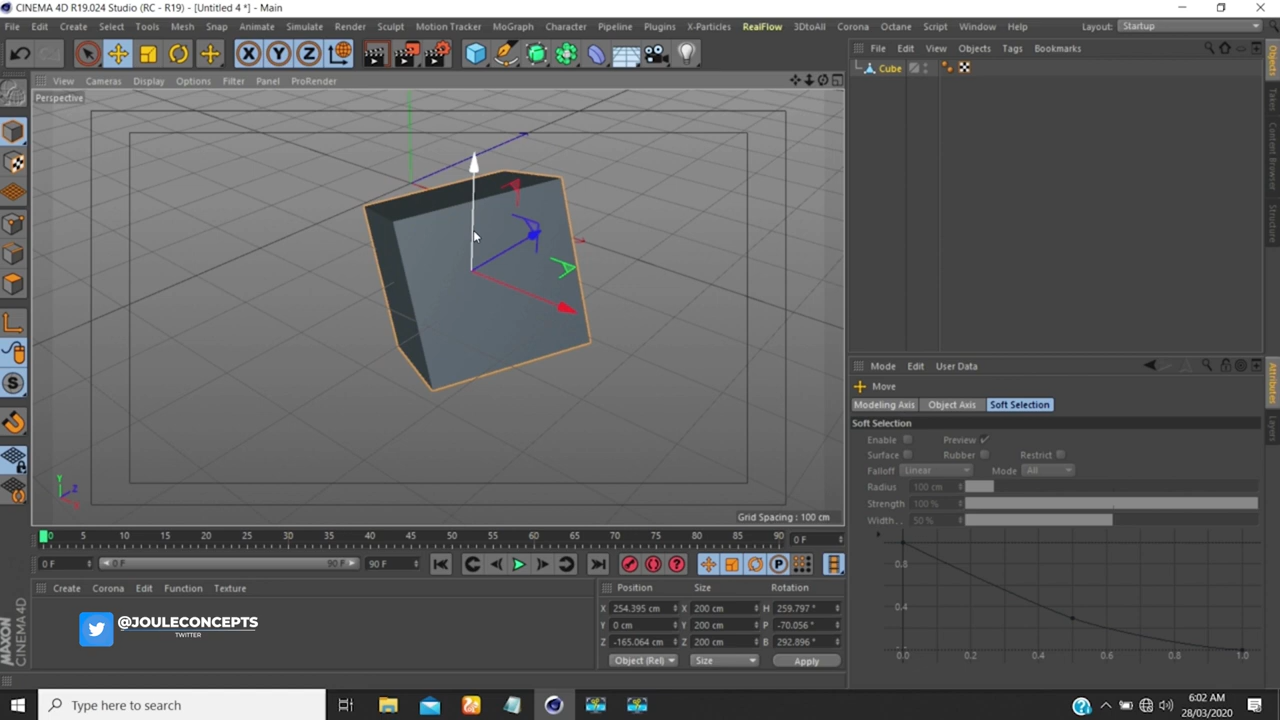 CINEMA 4D R19.024 Studio (RC - R19) - [Untitled 4 *] - Main
File Edit Create Select Tools Mesh Snap Animate Simulate Render Sculpt Motion Tracker MoGraph Character Pipeline Plugins X-Particles RealFlow 3DtoAll Corona Octane Script Window Help Layout: Startup
X Y Z
View Cameras Display Options Filter Panel ProRender
File Edit View Objects Tags Bookmarks
Perspective
Cube
Objects
Takes
Content Browser
Structure
S
Y
Z
Grid Spacing : 100 cm
0 5 10 15 20 25 30 35 40 45 50 55 60 65 70 75 80 85 90 0 F
0 F 0 F 90 F 90 F
P
Create Corona Edit Function Texture
@JOULECONCEPTS
TWITTER
MAXON
CINEMA4D
Position Size Rotation
X 254.395 cm X 200 cm H 259.797 °
Y 0 cm Y 200 cm P -70.056 °
Z -165.064 cm Z 200 cm B 292.896 °
Object (Rel) Size Apply
Mode Edit User Data
Attributes
Layers
Move
Modeling Axis Object Axis Soft Selection
Soft Selection
Enable Preview
Surface Rubber Restrict
Falloff Linear Mode All
Radius 100 cm
Strength 100 %
Width . . 50 %
0.8
0.4
0.0 0.2 0.4 0.6 0.8 1.0
Type here to search
6:02 AM
28/03/2020